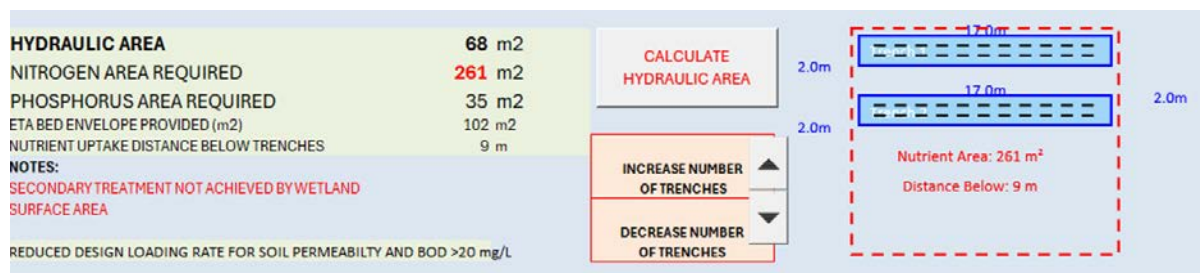 HYDRAULIC AREA 68 m2
NITROGEN AREA REQUIRED 261 m2
PHOSPHORUS AREA REQUIRED 35 m2
ETA BED ENVELOPE PROVIDED (m2) 102 m2
NUTRIENT UPTAKE DISTANCE BELOW TRENCHES 9 m
NOTES:
SECONDARY TREATMENT NOT ACHIEVED BY WETLAND
SURFACE AREA
REDUCED DESIGN LOADING RATE FOR SOIL PERMEABILTY AND BOD >20 mg/L
CALCULATE
HYDRAULIC AREA
INCREASE NUMBER
OF TRENCHES
DECREASE NUMBER
OF TRENCHES
17.0m
2.0m
17.0m
2.0m
2.0m
Nutrient Area: 261 m²
Distance Below: 9 m